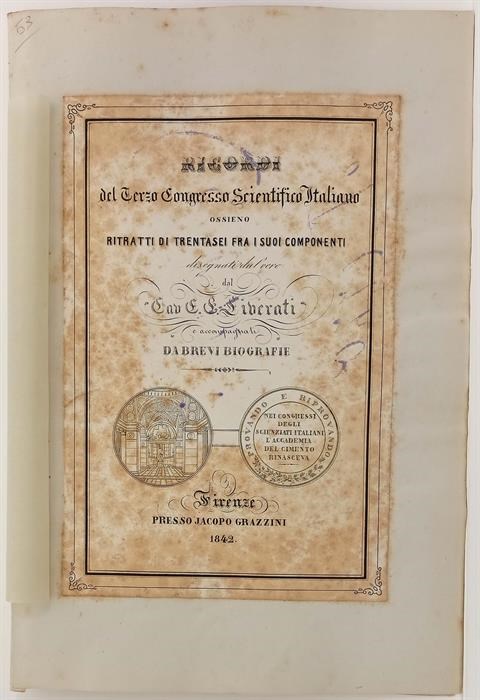 53
RICORDI
del Terzo Congresso Scientifico Italiano
OSSIENO
RITRATTI DI TRENTASEI FRA I SUOI COMPONENTI
disegnati dal vero
dal
Cav E. L. Liverati
e accompagnati
DA BREVI BIOGRAFIE
PROVANDO E RIPROVANDO
NEI CONGRESSI
DEGLI
SCIENZIATI ITALIANI
L'ACCADEMIA
DEL CIMENTO
RINASCEVA
Firenze
PRESSO JACOPO GRAZZINI
1842.